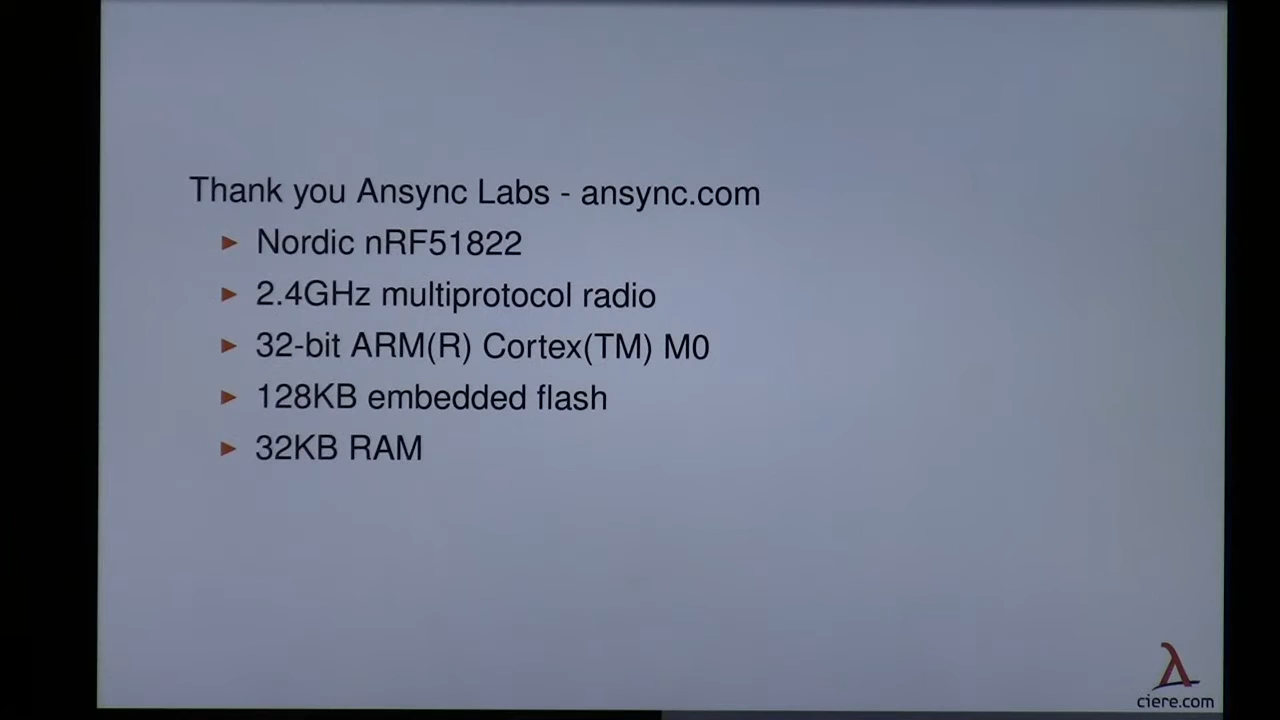 Thank you Ansync Labs - ansync.com
► Nordic nRF51822
► 2.4GHz multiprotocol radio
► 32-bit ARM(R) Cortex(TM) M0
► 128KB embedded flash
► 32KB RAM
ciere.com